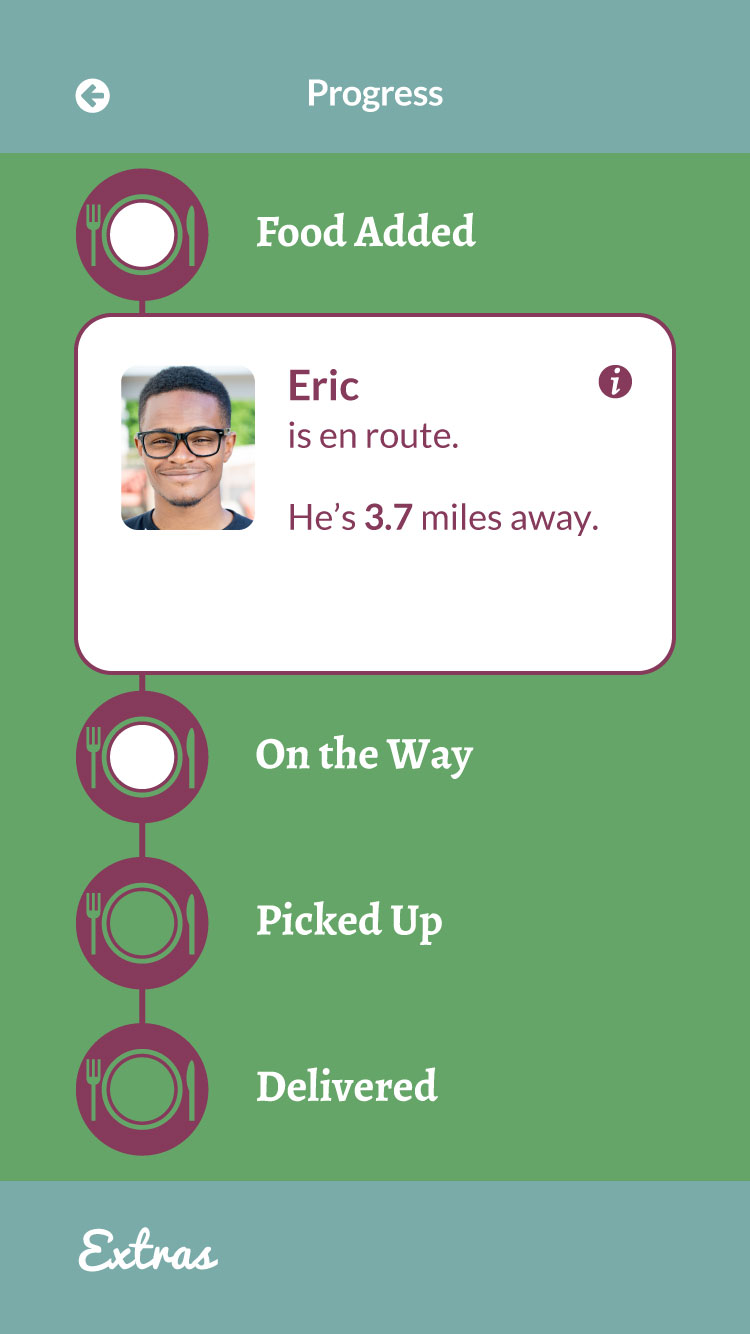 Progress
Food Added
Eric
is en route.
He’s 3.7 miles away.
On the Way
Picked Up
Delivered
Extras